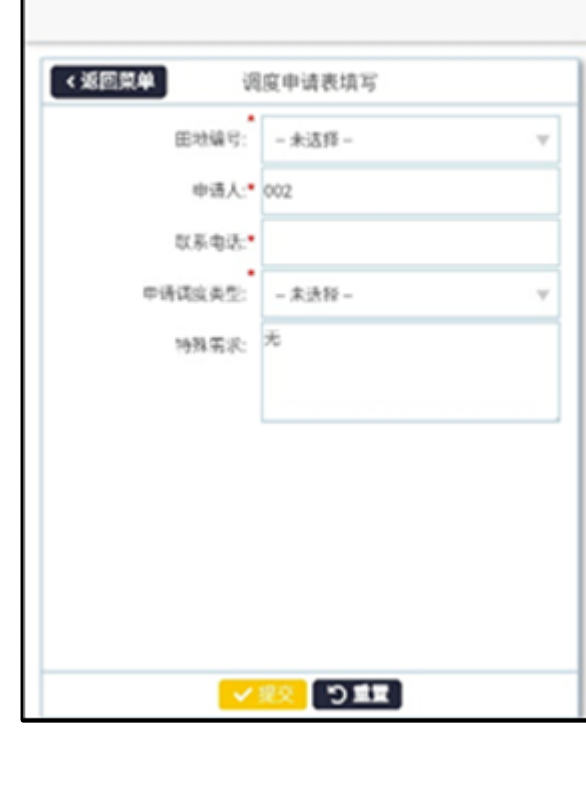 返回菜单 调度申请表填写
田地编号:* -- 未选择 --
申请人:* 002
联系电话:*
申请调度类型:* -- 未选择 --
特殊需求: 无
提交 重置